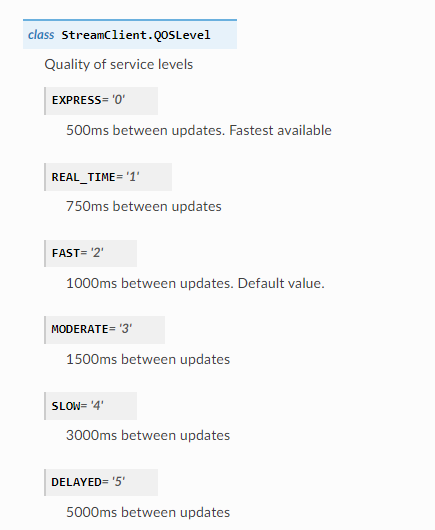 class StreamClient.QOSLevel
Quality of service levels
EXPRESS= '0'
500ms between updates. Fastest available
REAL_TIME= '1'
750ms between updates
FAST= '2'
1000ms between updates. Default value.
MODERATE= '3'
1500ms between updates
SLOW= '4'
3000ms between updates
DELAYED= '5'
5000ms between updates